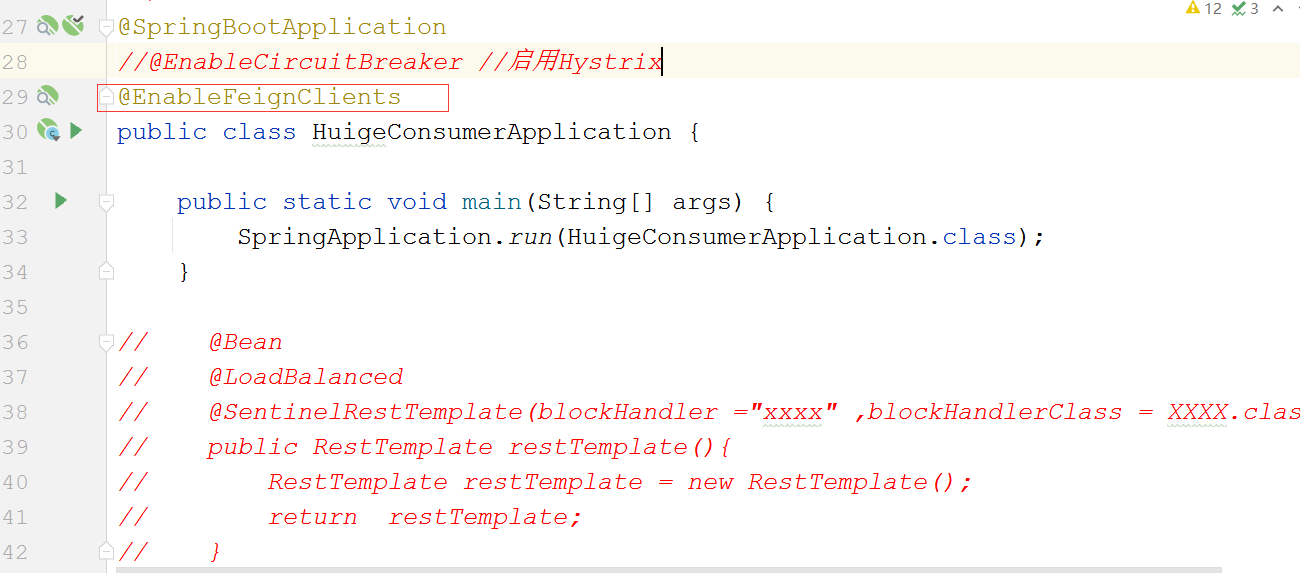 12 3
27 @SpringBootApplication
28 //@EnableCircuitBreaker //启用Hystrix
29 @EnableFeignClients
30 public class HuigeConsumerApplication {
31
32 public static void main(String[] args) {
33 SpringApplication.run(HuigeConsumerApplication.class);
34 }
35
36 // @Bean
37 // @LoadBalanced
38 // @SentinelRestTemplate(blockHandler ="xxxx" ,blockHandlerClass = XXXX.clas
39 // public RestTemplate restTemplate(){
40 // RestTemplate restTemplate = new RestTemplate();
41 // return restTemplate;
42 // }